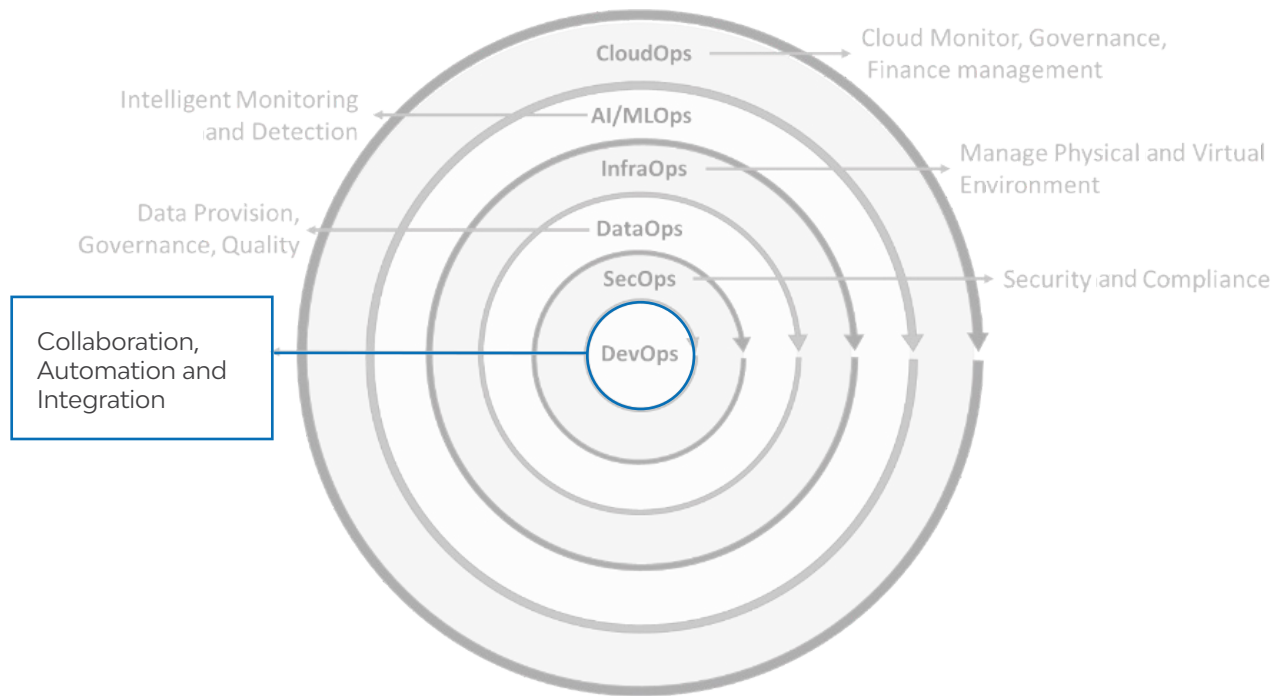 CloudOps
Cloud Monitor, Governance,
Finance management
Intelligent Monitoring
and Detection
AI/MLOps
InfraOps
Manage Physical and Virtual
Environment
Data Provision,
Governance, Quality
DataOps
SecOps
Security and Compliance
Collaboration,
Automation and
Integration
DevOps